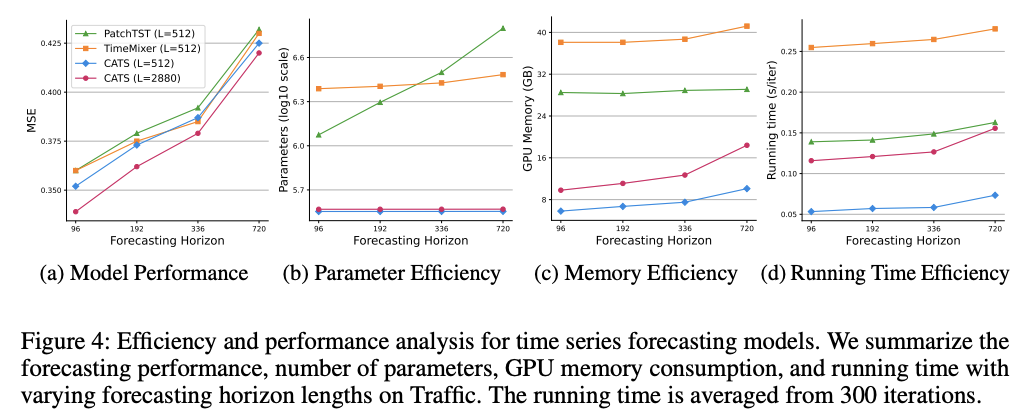 PatchTST (L=512)
TimeMixer (L=512)
CATS (L=512)
CATS (L=2880)
MSE
0.425
0.400
0.375
0.350
96
192
336
720
Forecasting Horizon
(a) Model Performance
Parameters (log10 scale)
6.6
6.3
6.0
5.7
96
192
336
720
Forecasting Horizon
(b) Parameter Efficiency
GPU Memory (GB)
40
32
24
16
8
96
192
336
720
Forecasting Horizon
(c) Memory Efficiency
Running time (s/iter)
0.25
0.20
0.15
0.10
0.05
96
192
336
720
Forecasting Horizon
(d) Running Time Efficiency
Figure 4: Efficiency and performance analysis for time series forecasting models. We summarize the
forecasting performance, number of parameters, GPU memory consumption, and running time with
varying forecasting horizon lengths on Traffic. The running time is averaged from 300 iterations.